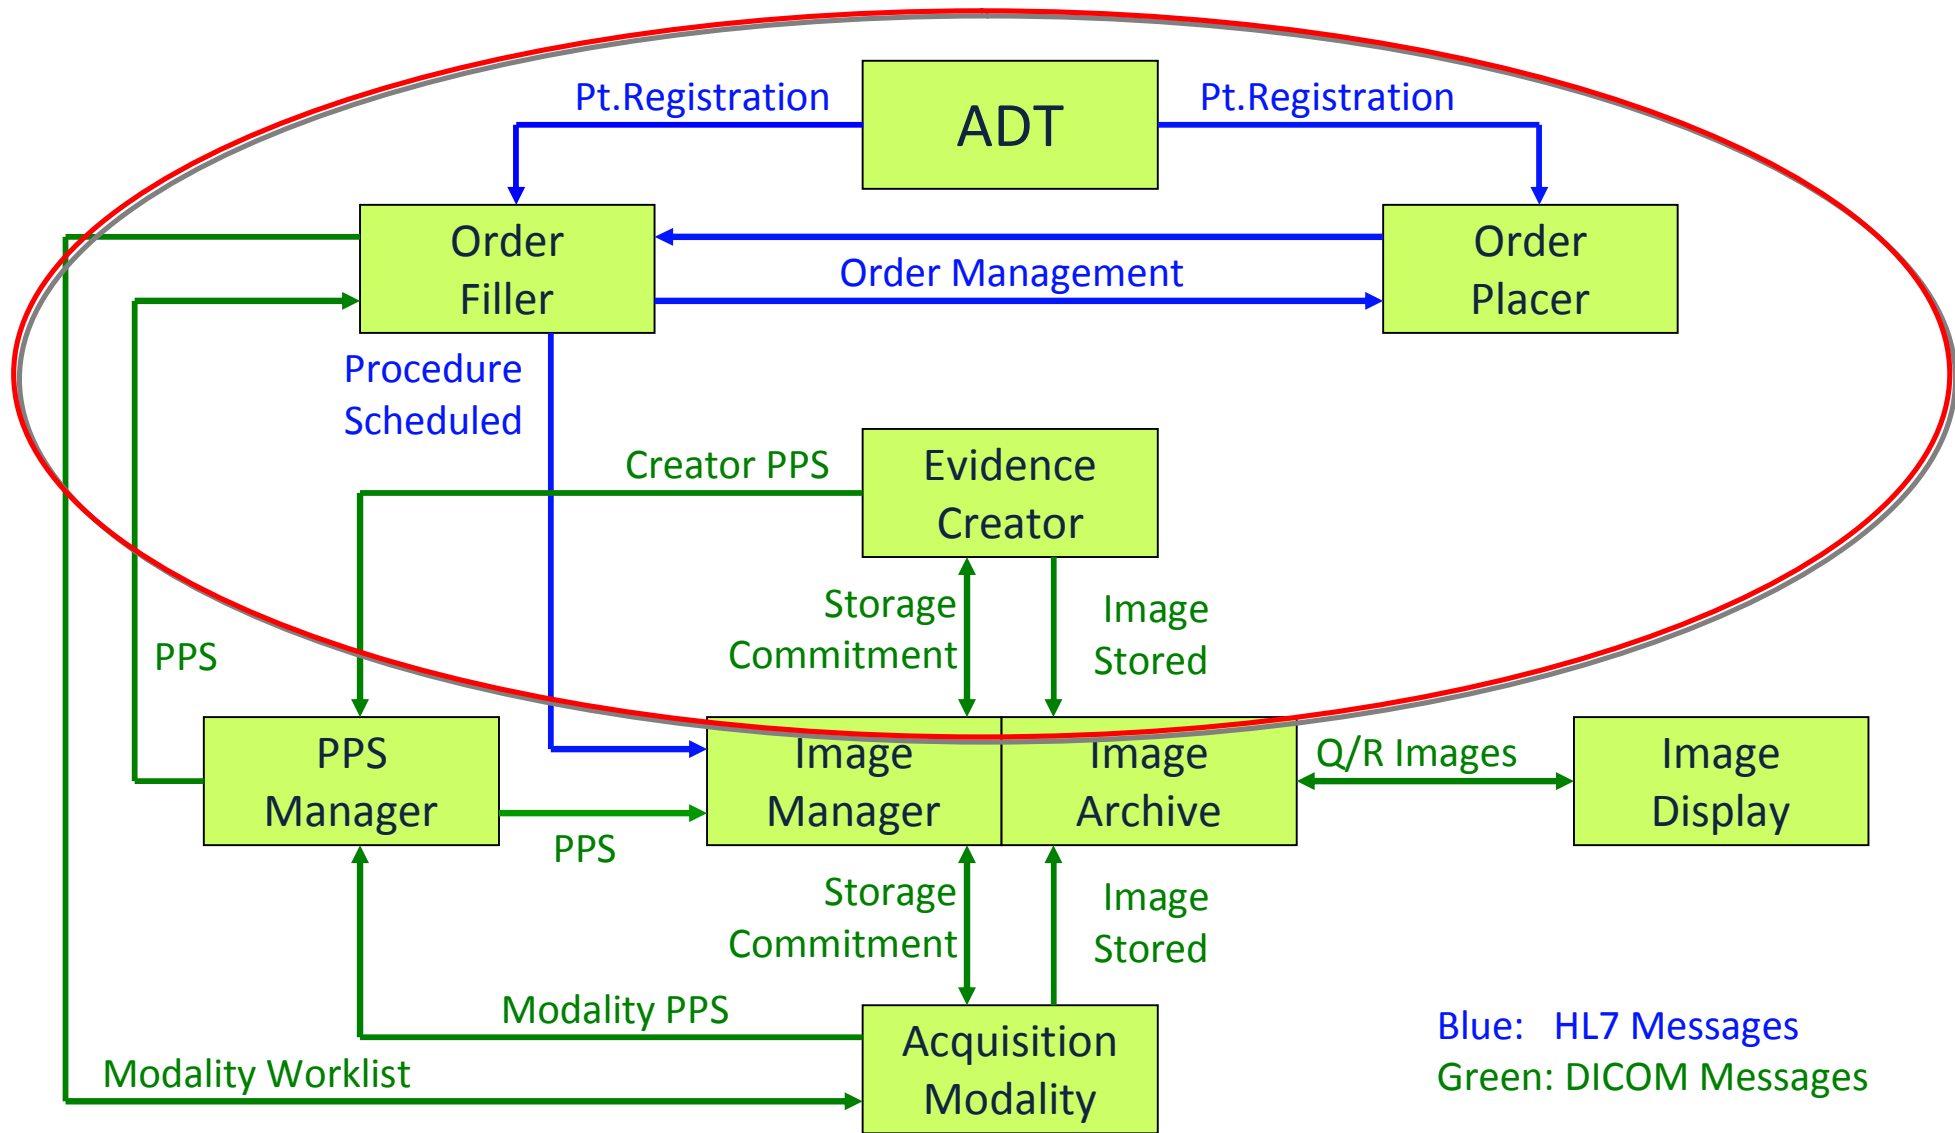 Pt.Registration
ADT
Pt.Registration
Order
Filler
Order Management
Order
Placer
Procedure
Scheduled
Creator PPS
Evidence
Creator
Storage
Commitment
Image
Stored
PPS
PPS
Manager
PPS
Image
Manager
Image
Archive
Q/R Images
Image
Display
Storage
Commitment
Image
Stored
Modality PPS
Acquisition
Modality
Modality Worklist
Blue: HL7 Messages
Green: DICOM Messages